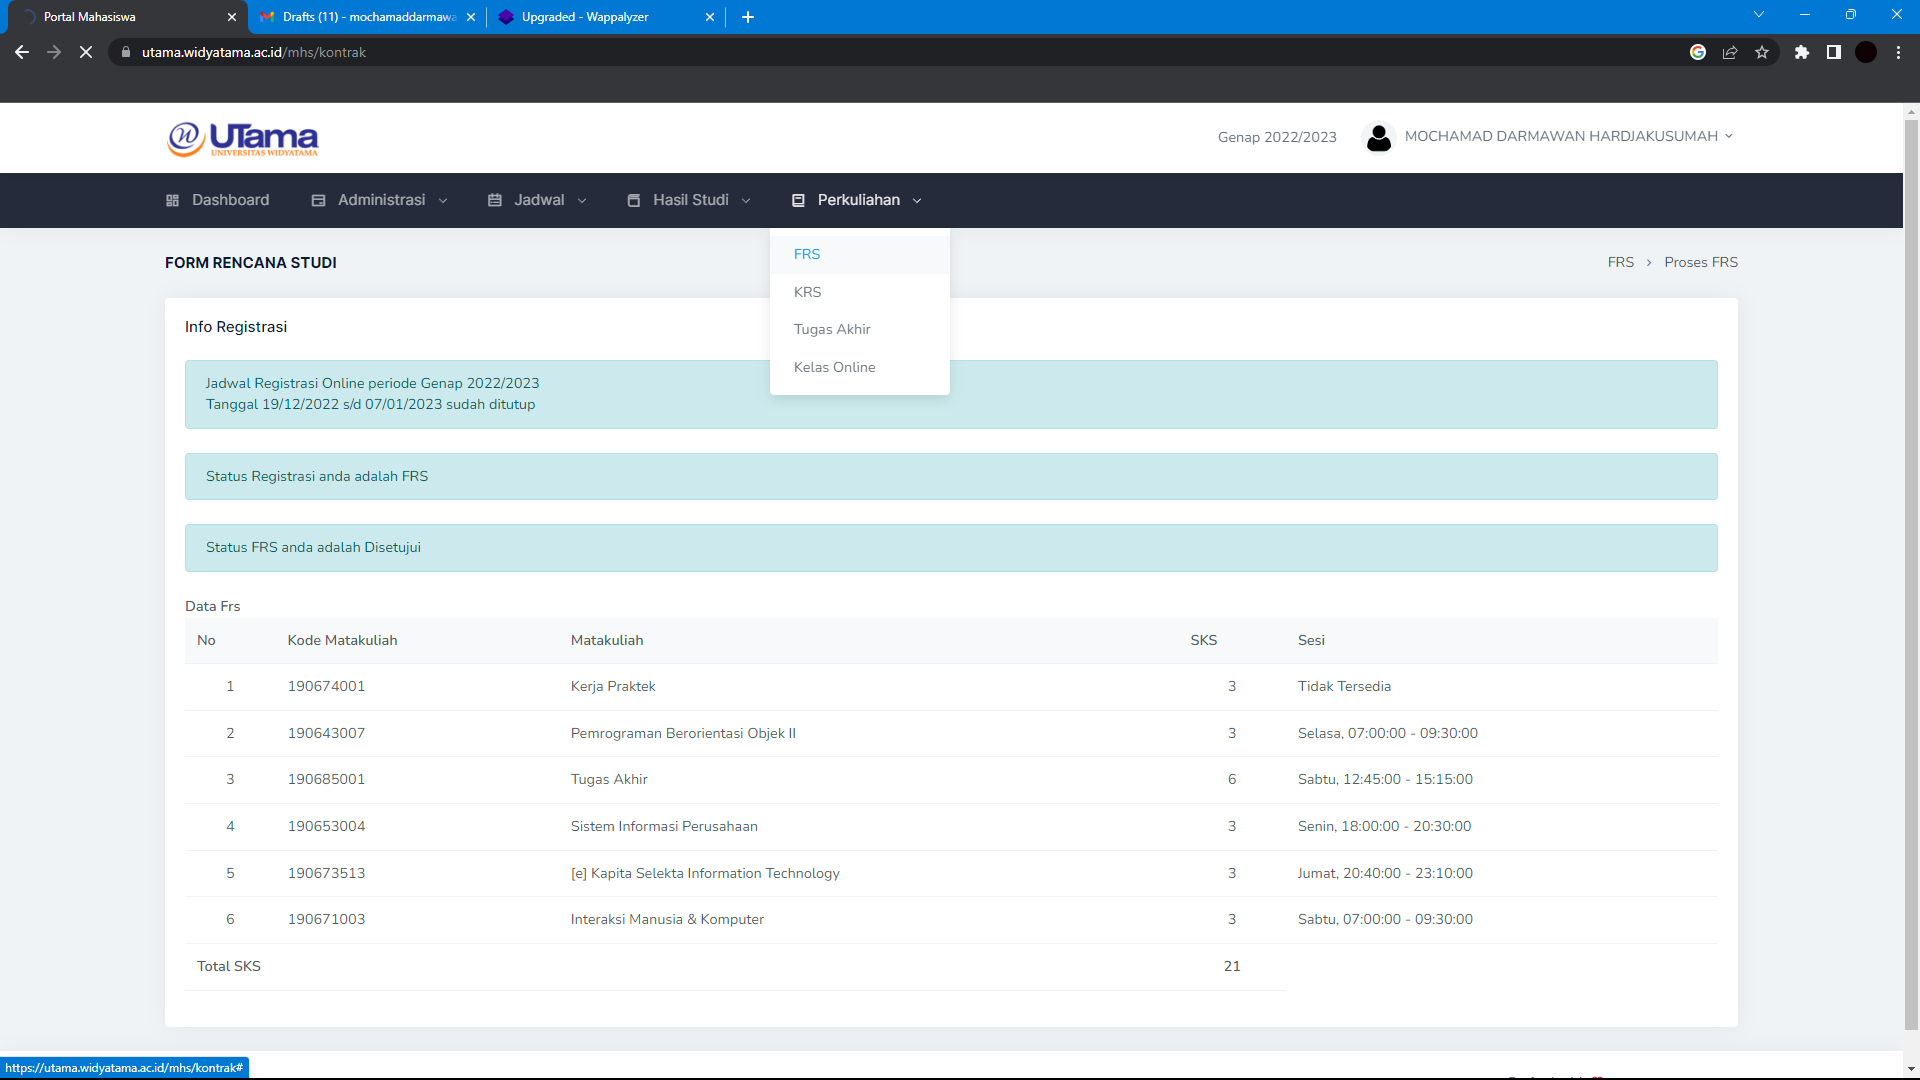 Portal Mahasiswa
Drafts (11) - mochamaddarmawa
Upgraded - Wappalyzer
utama.widyatama.ac.id/mhs/kontrak
UTama
UNIVERSITAS WIDYATAMA
Genap 2022/2023
MOCHAMAD DARMAWAN HARDJAKUSUMAH
Dashboard
Administrasi
Jadwal
Hasil Studi
Perkuliahan
FRS
KRS
Tugas Akhir
Kelas Online
FORM RENCANA STUDI
FRS > Proses FRS
Info Registrasi
Jadwal Registrasi Online periode Genap 2022/2023
Tanggal 19/12/2022 s/d 07/01/2023 sudah ditutup
Status Registrasi anda adalah FRS
Status FRS anda adalah Disetujui
Data Frs
No Kode Matakuliah Matakuliah SKS Sesi
1 190674001 Kerja Praktek 3 Tidak Tersedia
2 190643007 Pemrograman Berorientasi Objek II 3 Selasa, 07:00:00 - 09:30:00
3 190685001 Tugas Akhir 6 Sabtu, 12:45:00 - 15:15:00
4 190653004 Sistem Informasi Perusahaan 3 Senin, 18:00:00 - 20:30:00
5 190673513 [e] Kapita Selekta Information Technology 3 Jumat, 20:40:00 - 23:10:00
6 190671003 Interaksi Manusia & Komputer 3 Sabtu, 07:00:00 - 09:30:00
Total SKS 21
https://utama.widyatama.ac.id/mhs/kontrak#